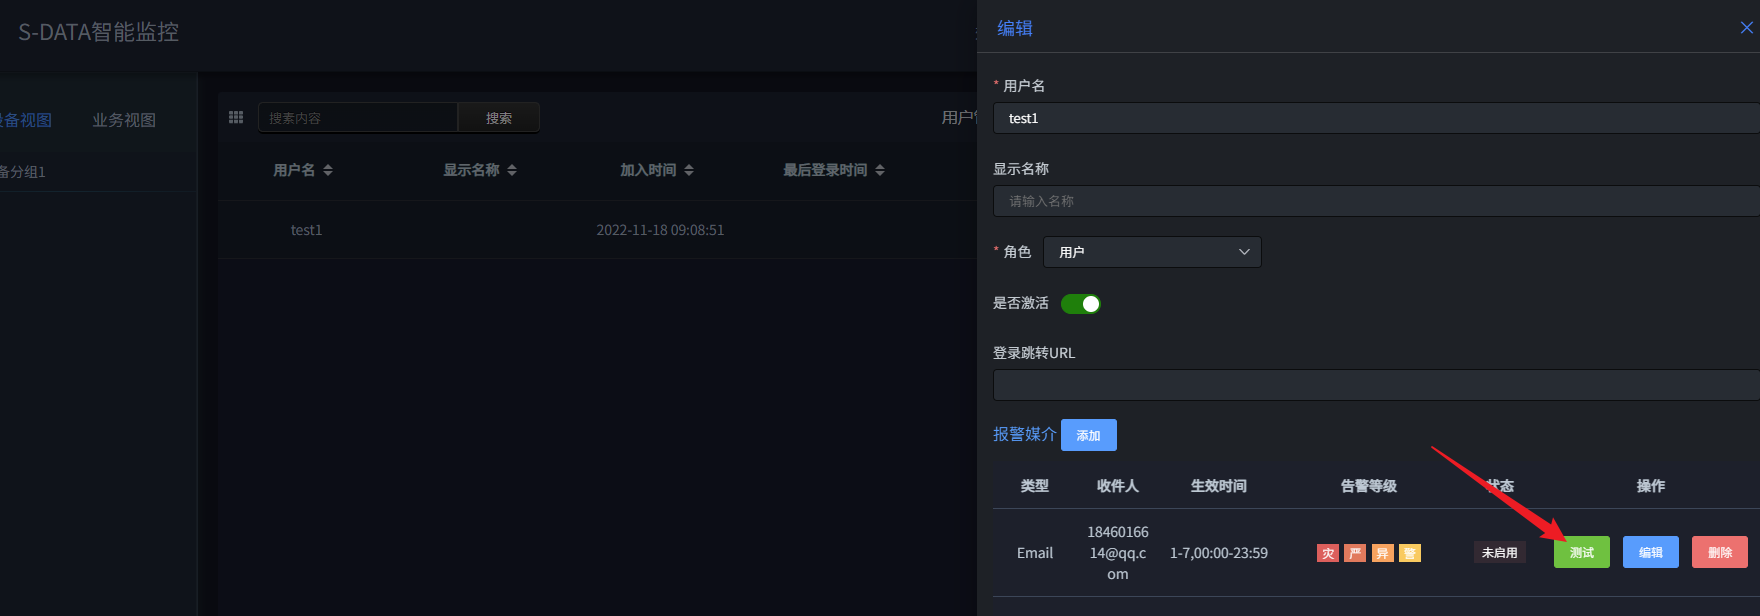 S-DATA智能监控
备视图 业务视图
备分组1
搜索内容 搜索 用户
用户名 显示名称 加入时间 最后登录时间
test1 2022-11-18 09:08:51
编辑
* 用户名
test1
显示名称
请输入名称
* 角色 用户
是否激活
登录跳转URL
报警媒介 添加
类型 收件人 生效时间 告警等级 状态 操作
Email 18460166
14@qq.c
om 1-7,00:00-23:59 灾 严 异 警 未启用 测试 编辑 删除